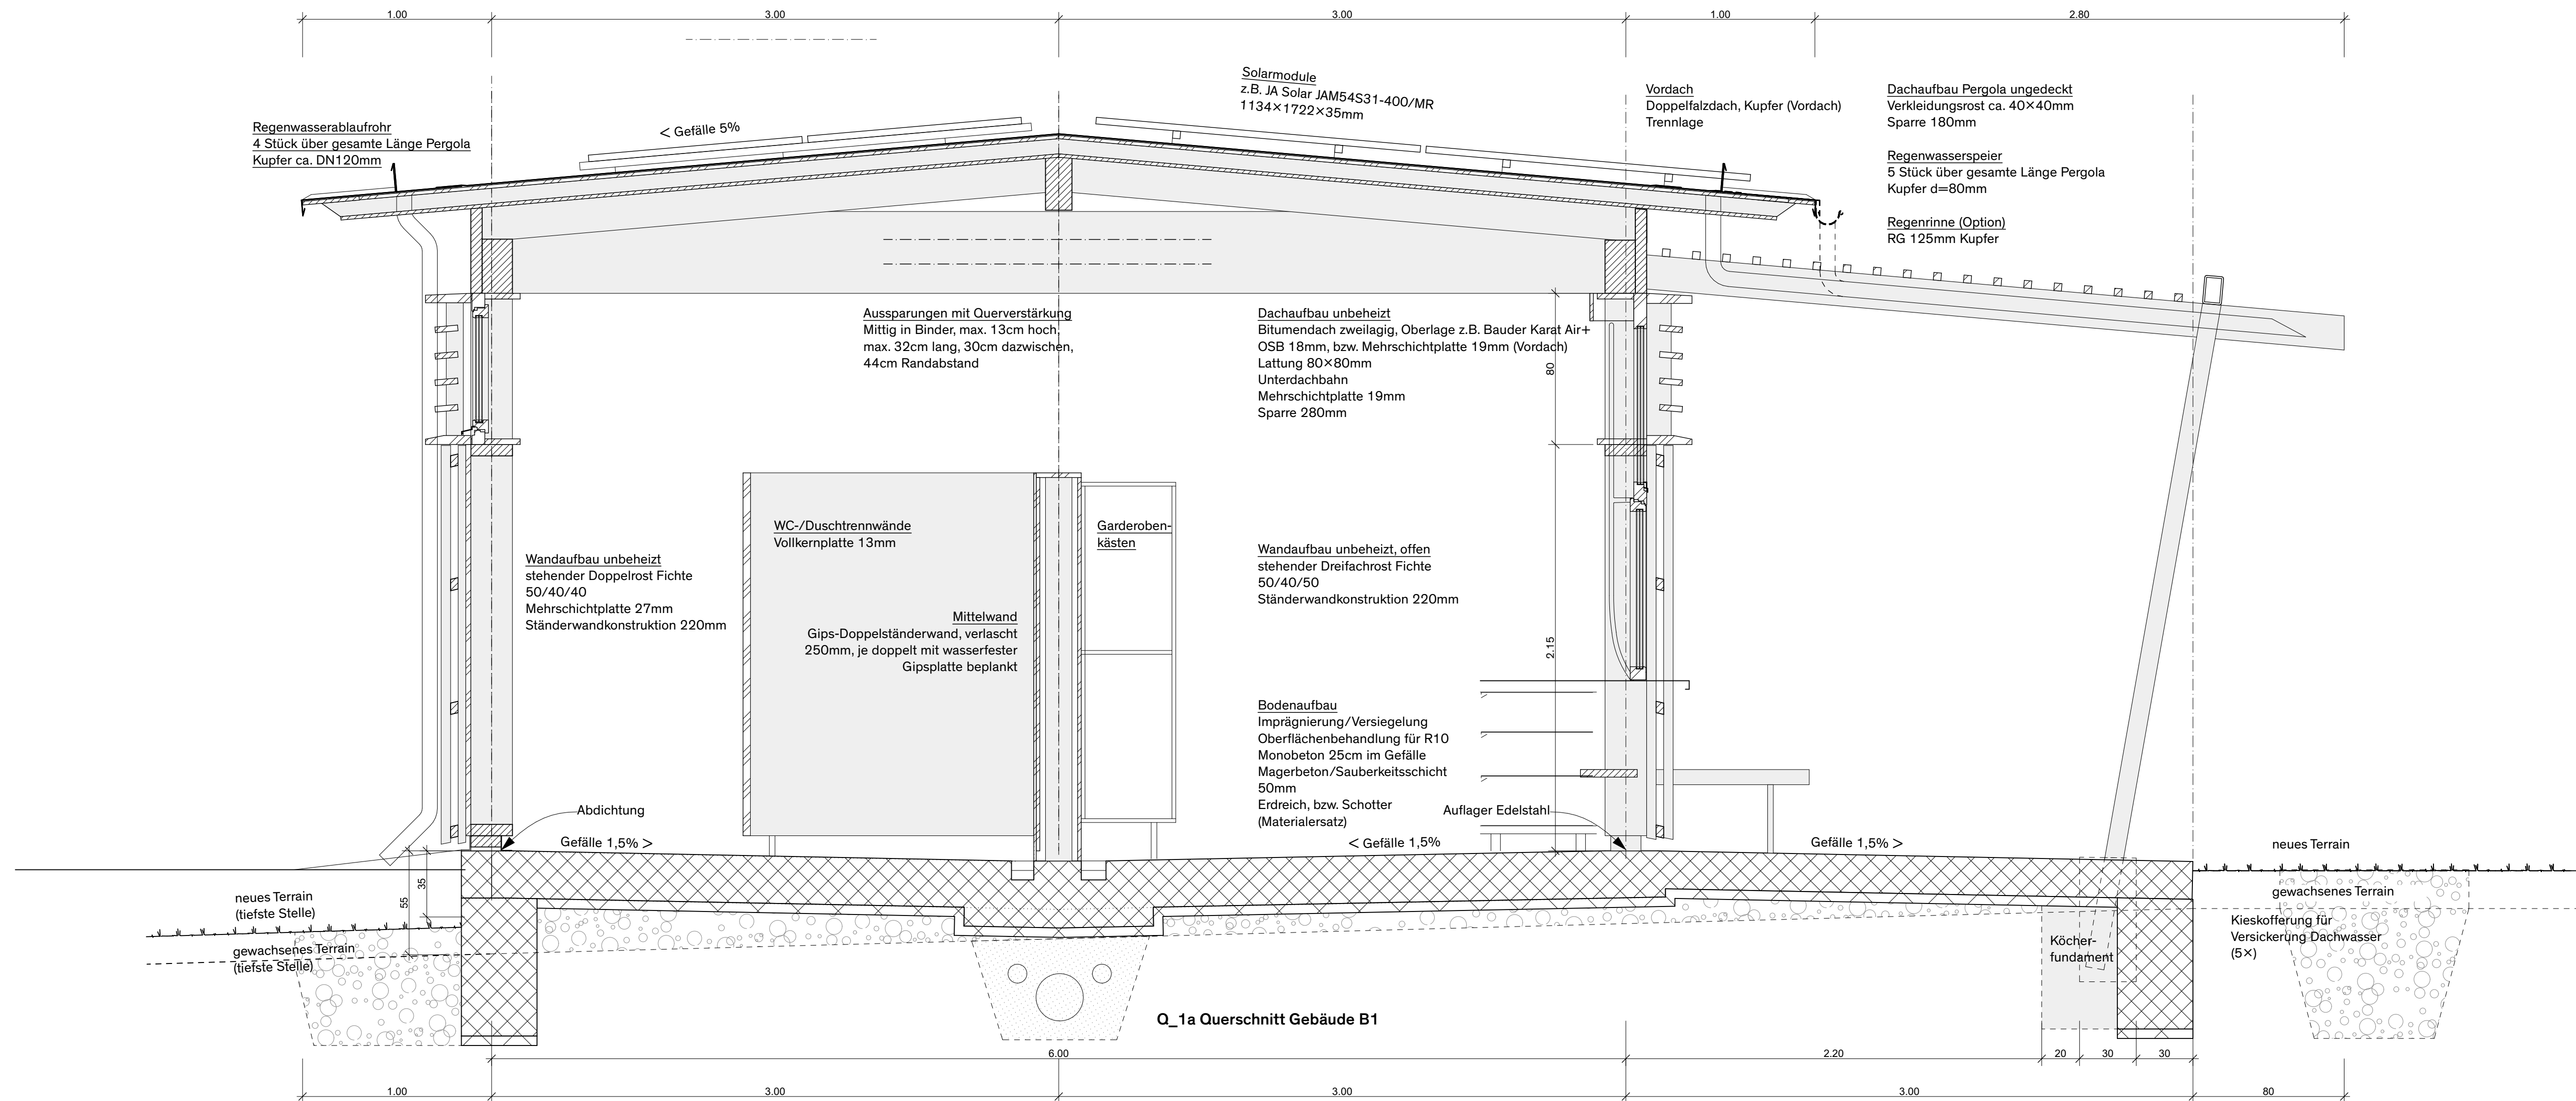 1.00
3.00
3.00
1.00
2.80
Solarmodule
z.B. JA Solar JAM54S31-400/MR
1134×1722×35mm
Vordach
Doppelfalzdach, Kupfer (Vordach)
Trennlage
Dachaufbau Pergola ungedeckt
Verkleidungsrost ca. 40×40mm
Sparre 180mm
Regenwasserspeier
5 Stück über gesamte Länge Pergola
Kupfer d=80mm
Regenrinne (Option)
RG 125mm Kupfer
Regenwasserablaufrohr
4 Stück über gesamte Länge Pergola
Kupfer ca. DN120mm
< Gefälle 5%
Aussparungen mit Querverstärkung
Mittig in Binder, max. 13cm hoch,
max. 32cm lang, 30cm dazwischen,
44cm Randabstand
Dachaufbau unbeheizt
Bitumendach zweilagig, Oberlage z.B. Bauder Karat Air+
OSB 18mm, bzw. Mehrschichtplatte 19mm (Vordach)
Lattung 80×80mm
Unterdachbahn
Mehrschichtplatte 19mm
Sparre 280mm
80
WC-/Duschtrennwände
Vollkernplatte 13mm
Garderoben-
kästen
Wandaufbau unbeheizt
stehender Doppelrost Fichte
50/40/40
Mehrschichtplatte 27mm
Ständerwandkonstruktion 220mm
Wandaufbau unbeheizt, offen
stehender Dreifachrost Fichte
50/40/50
Ständerwandkonstruktion 220mm
Mittelwand
Gips-Doppelständerwand, verlascht
250mm, je doppelt mit wasserfester
Gipsplatte beplankt
2.15
Bodenaufbau
Imprägnierung/Versiegelung
Oberflächenbehandlung für R10
Monobeton 25cm im Gefälle
Magerbeton/Sauberkeitsschicht
50mm
Erdreich, bzw. Schotter
(Materialersatz)
Abdichtung
Auflager Edelstahl
Gefälle 1,5% >
< Gefälle 1,5%
Gefälle 1,5% >
neues Terrain
gewachsenes Terrain
35
55
neues Terrain
(tiefste Stelle)
gewachsenes Terrain
(tiefste Stelle)
Köcher-
fundament
Kieskofferung für
Versickerung Dachwasser
(5×)
Q_1a Querschnitt Gebäude B1
6.00
2.20
20
30
30
1.00
3.00
3.00
3.00
80